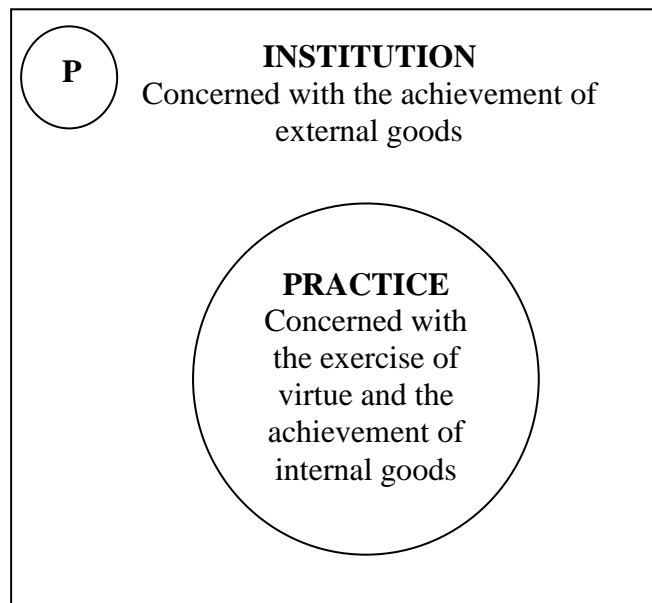 P
INSTITUTION
Concerned with the achievement of
external goods
PRACTICE
Concerned with
the exercise of
virtue and the
achievement of
internal goods